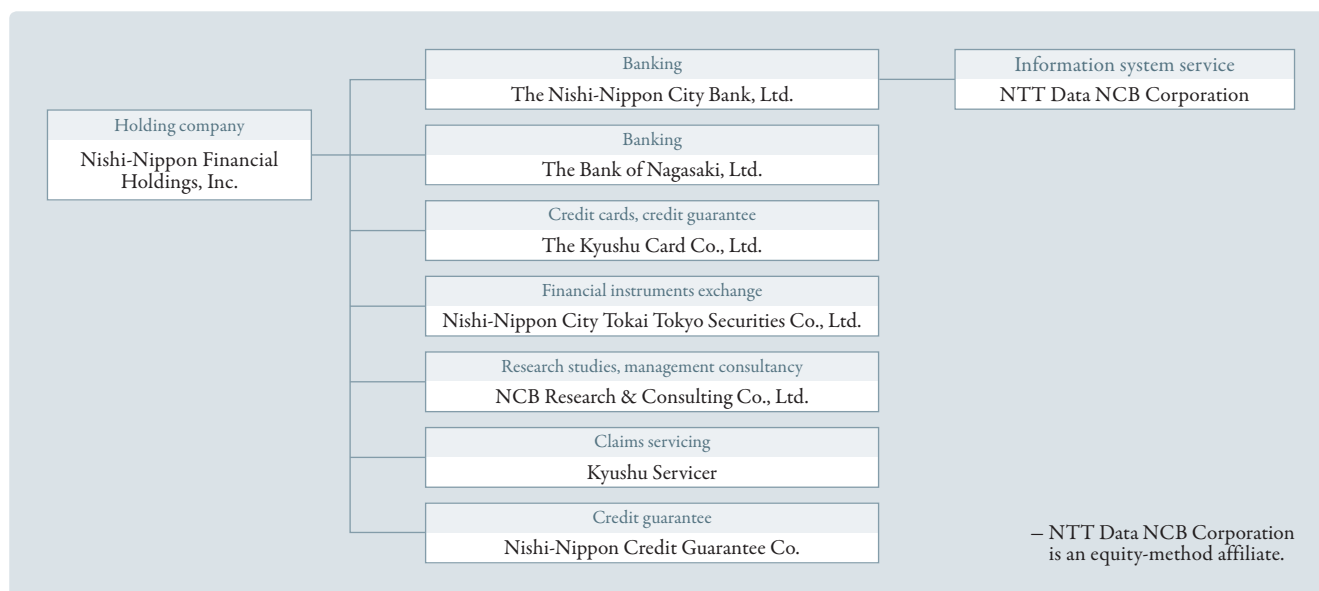 Holding company
Nishi-Nippon Financial
Holdings, Inc.
Banking
The Nishi-Nippon City Bank, Ltd.
Information system service
NTT Data NCB Corporation
Banking
The Bank of Nagasaki, Ltd.
Credit cards, credit guarantee
The Kyushu Card Co., Ltd.
Financial instruments exchange
Nishi-Nippon City Tokai Tokyo Securities Co., Ltd.
Research studies, management consultancy
NCB Research & Consulting Co., Ltd.
Claims servicing
Kyushu Servicer
Credit guarantee
Nishi-Nippon Credit Guarantee Co.
– NTT Data NCB Corporation
is an equity-method affiliate.